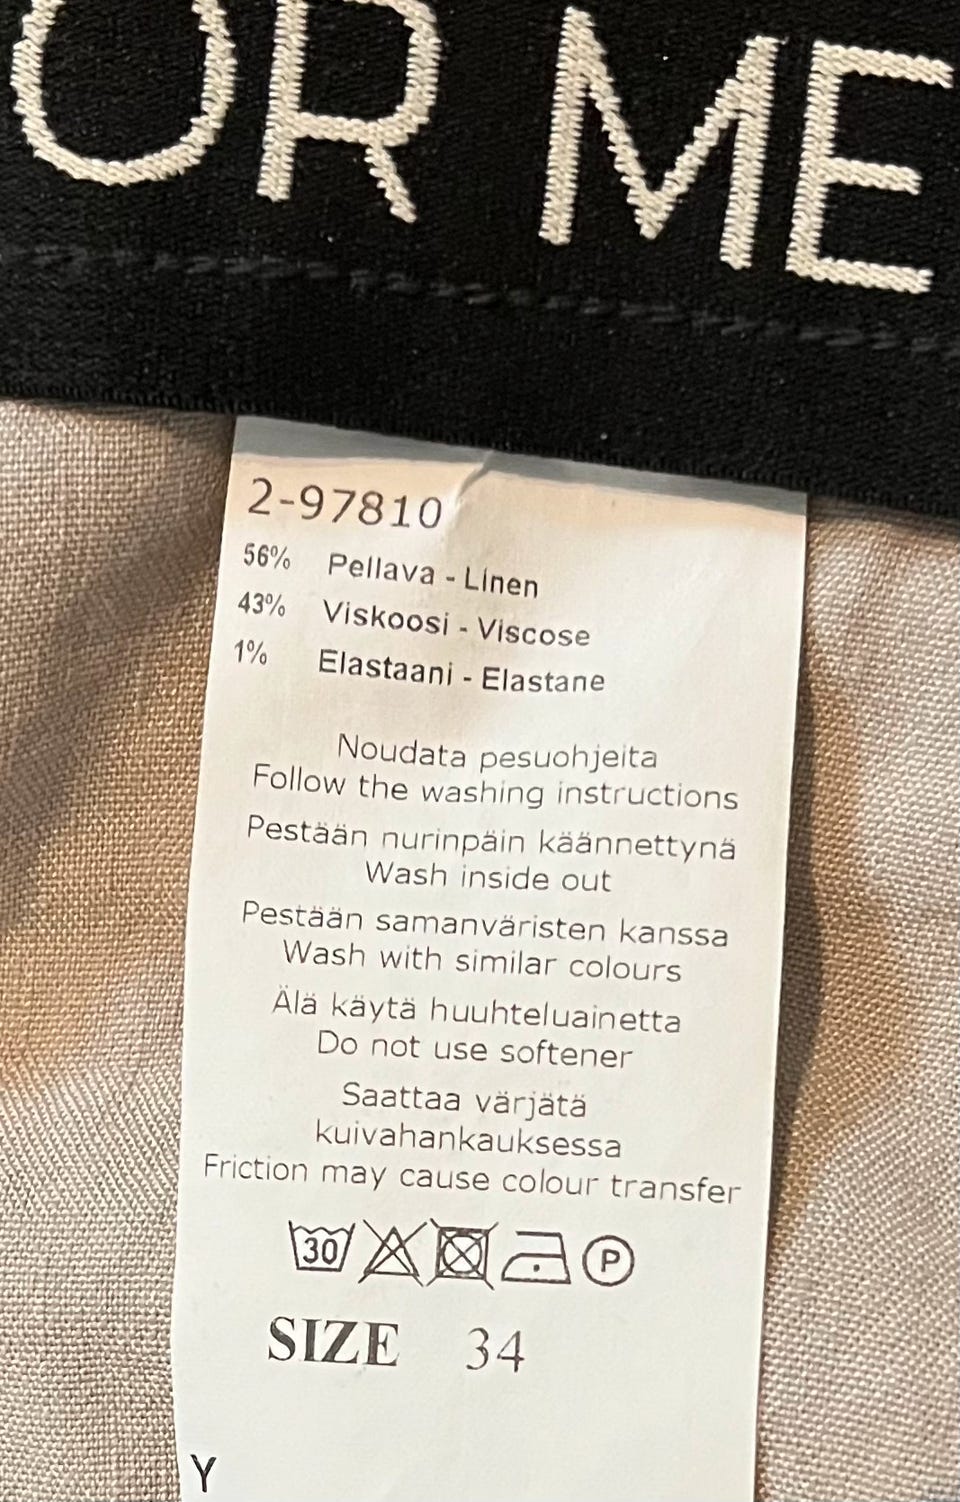 OR ME
2-97810
56% Pellava - Linen
43% Viskoosi - Viscose
1% Elastaani - Elastane
Noudata pesuohjeita
Follow the washing instructions
Pestään nurinpäin käännettynä
Wash inside out
Pestään samanväristen kanssa
Wash with similar colours
Älä käytä huuhteluainetta
Do not use softener
Saattaa värjätä
kuivahankauksessa
Friction may cause colour transfer
30 P
SIZE 34
Y